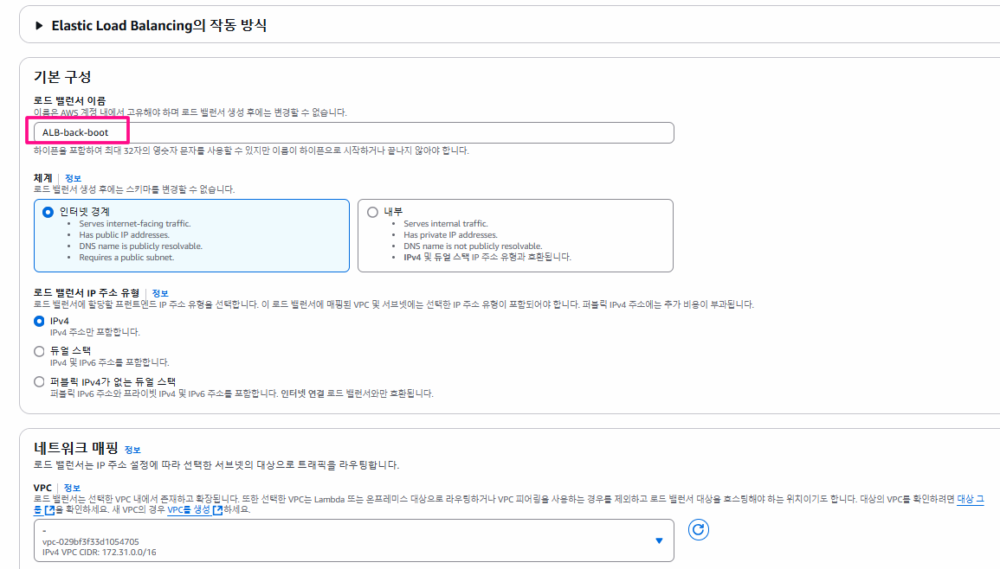 Elastic Load Balancing의 작동 방식
기본 구성
로드 밸런서 이름
이름은 AWS 계정 내에서 고유해야 하며 로드 밸런서 생성 후에는 변경할 수 없습니다.
ALB-back-boot
하이픈을 포함하여 최대 32자의 영숫자 문자를 사용할 수 있지만 이름이 하이픈으로 시작하거나 끝나지 않아야 합니다.
체계 정보
로드 밸런서 생성 후에는 스키마를 변경할 수 없습니다.
인터넷 경계
• Serves internet-facing traffic.
• Has public IP addresses.
• DNS name is publicly resolvable.
• Requires a public subnet.
내부
• Serves internal traffic.
• Has private IP addresses.
• DNS name is not publicly resolvable.
• IPv4 및 듀얼 스택 IP 주소 유형과 호환됩니다.
로드 밸런서 IP 주소 유형 정보
로드 밸런서에 할당할 프런트엔드 IP 주소 유형을 선택합니다. 이 로드 밸런서에 매핑된 VPC 및 서브넷에는 선택한 IP 주소 유형이 포함되어야 합니다. 퍼블릭 IPv4 주소에는 추가 비용이 부과됩니다.
IPv4
IPv4 주소만 포함합니다.
듀얼 스택
IPv4 및 IPv6 주소를 포함합니다.
퍼블릭 IPv4가 없는 듀얼 스택
퍼블릭 IPv6 주소와 프라이빗 IPv4 및 IPv6 주소를 포함합니다. 인터넷 연결 로드 밸런서와만 호환됩니다.
네트워크 매핑 정보
로드 밸런서는 IP 주소 설정에 따라 선택한 서브넷의 대상으로 트래픽을 라우팅합니다.
VPC 정보
로드 밸런서는 선택한 VPC 내에서 존재하고 확장됩니다. 또한 선택한 VPC는 Lambda 또는 온프레미스 대상으로 라우팅하거나 VPC 피어링을 사용하는 경우를 제외하고 로드 밸런서 대상을 호스팅해야 하는 위치이기도 합니다. 대상의 VPC를 확인하려면 대상 그
룹을 확인하세요. 새 VPC의 경우 VPC를 생성하세요.
-
vpc-029bf3f33d1054705
IPv4 VPC CIDR: 172.31.0.0/16